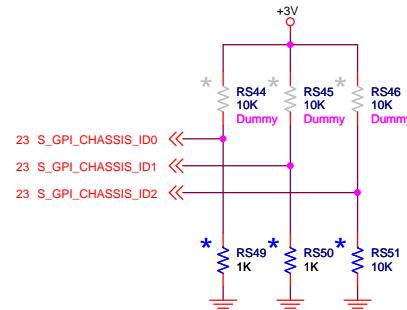 +3V
* RS44 * RS45 * RS46
10K 10K 10K
Dummy Dummy Dummy
23 S_GPI_CHASSIS_ID0
23 S_GPI_CHASSIS_ID1
23 S_GPI_CHASSIS_ID2
* RS49 * RS50 * RS51
1K 1K 10K